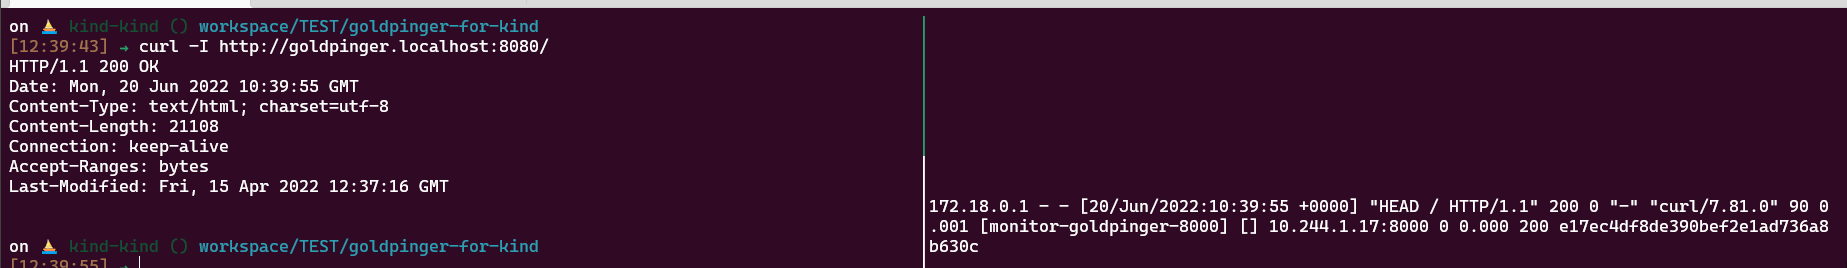 on ⛵ kind-kind () workspace/TEST/goldpinger-for-kind
[12:39:43] → curl -I http://goldpinger.localhost:8080/
HTTP/1.1 200 OK
Date: Mon, 20 Jun 2022 10:39:55 GMT
Content-Type: text/html; charset=utf-8
Content-Length: 21108
Connection: keep-alive
Accept-Ranges: bytes
Last-Modified: Fri, 15 Apr 2022 12:37:16 GMT
on ⛵ kind-kind () workspace/TEST/goldpinger-for-kind
[12:39:55] →
172.18.0.1 - - [20/Jun/2022:10:39:55 +0000] "HEAD / HTTP/1.1" 200 0 "-" "curl/7.81.0" 90 0
.001 [monitor-goldpinger-8000] [] 10.244.1.17:8000 0 0.000 200 e17ec4df8de390bef2e1ad736a8
b630c